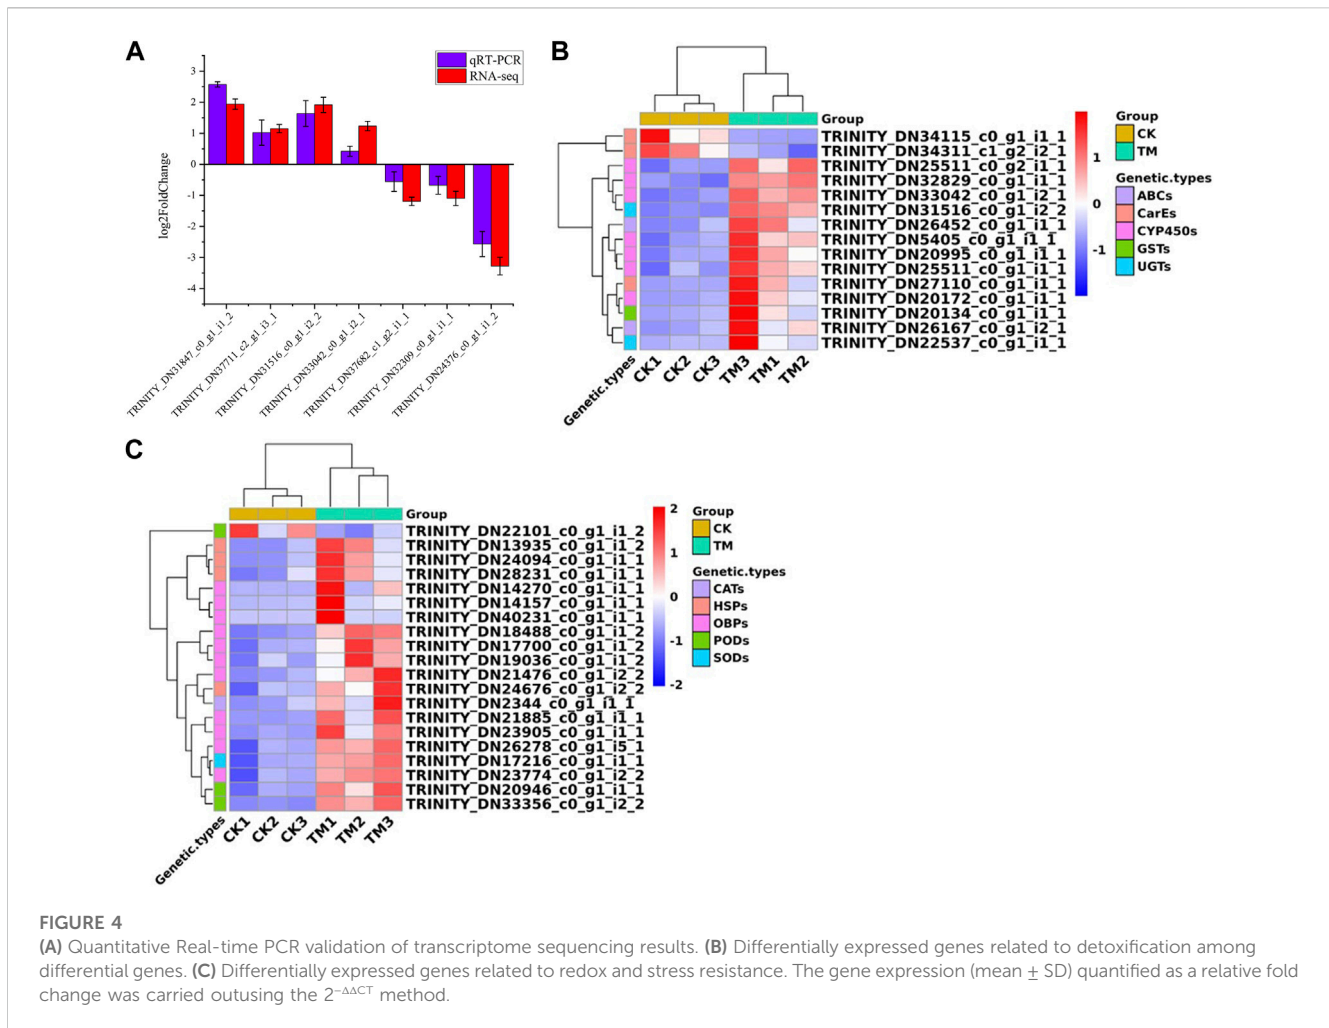 A
qRT-PCR
RNA-seq
log2FoldChange
3
2
1
0
-1
-2
-3
-4
TRINITY_DN31847_c0_g1_i1_2
TRINITY_DN37711_c2_g1_i3_1
TRINITY_DN31516_c0_g1_i2_2
TRINITY_DN33042_c0_g1_i2_1
TRINITY_DN37682_c1_g2_i1_1
TRINITY_DN32309_c0_g1_i1_1
TRINITY_DN24376_c0_g1_i1_2
B
Group
TRINITY_DN34115_c0_g1_i1_1
TRINITY_DN34311_c1_g2_i2_1
TRINITY_DN25511_c0_g2_i1_1
TRINITY_DN32829_c0_g1_i1_1
TRINITY_DN33042_c0_g1_i2_1
TRINITY_DN31516_c0_g1_i2_2
TRINITY_DN26452_c0_g1_i1_1
TRINITY_DN5405_c0_g1_i1_1
TRINITY_DN20995_c0_g1_i1_1
TRINITY_DN25511_c0_g1_i1_1
TRINITY_DN27110_c0_g1_i1_1
TRINITY_DN20172_c0_g1_i1_1
TRINITY_DN20134_c0_g1_i1_1
TRINITY_DN26167_c0_g1_i2_1
TRINITY_DN22537_c0_g1_i1_1
Genetic.types
CK1
CK2
CK3
TM3
TM1
TM2
1
0
-1
Group
CK
TM
Genetic.types
ABCs
CarEs
CYP450s
GSTs
UGTs
C
Group
TRINITY_DN22101_c0_g1_i1_2
TRINITY_DN13935_c0_g1_i1_2
TRINITY_DN24094_c0_g1_i1_1
TRINITY_DN28231_c0_g1_i1_1
TRINITY_DN14270_c0_g1_i1_1
TRINITY_DN14157_c0_g1_i1_1
TRINITY_DN40231_c0_g1_i1_1
TRINITY_DN18488_c0_g1_i1_2
TRINITY_DN17700_c0_g1_i1_2
TRINITY_DN19036_c0_g1_i1_2
TRINITY_DN21476_c0_g1_i2_2
TRINITY_DN24676_c0_g1_i2_2
TRINITY_DN2344_c0_g1_i1_1
TRINITY_DN21885_c0_g1_i1_1
TRINITY_DN23905_c0_g1_i1_1
TRINITY_DN26278_c0_g1_i5_1
TRINITY_DN17216_c0_g1_i1_1
TRINITY_DN23774_c0_g1_i2_2
TRINITY_DN20946_c0_g1_i1_1
TRINITY_DN33356_c0_g1_i2_2
Genetic.types
CK1
CK2
CK3
TM1
TM2
TM3
2
1
0
-1
-2
Group
CK
TM
Genetic.types
CATs
HSPs
OBPs
PODs
SODs
FIGURE 4
(A) Quantitative Real-time PCR validation of transcriptome sequencing results. (B) Differentially expressed genes related to detoxification among
differential genes. (C) Differentially expressed genes related to redox and stress resistance. The gene expression (mean ± SD) quantified as a relative fold
change was carried outusing the 2−ΔΔCT method.